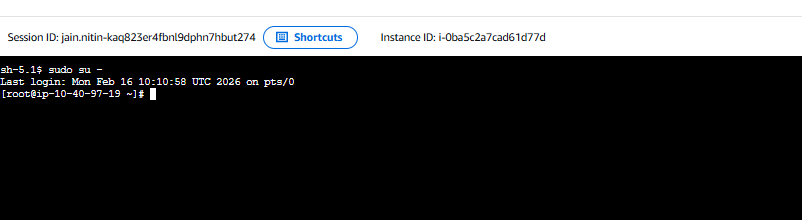 Session ID: jain.nitin-kaq823er4fbnl9dphn7hbut274 Shortcuts Instance ID: i-0ba5c2a7cad61d77d
sh-5.1$ sudo su -
Last login: Mon Feb 16 10:10:58 UTC 2026 on pts/0
[root@ip-10-40-97-19 ~]#